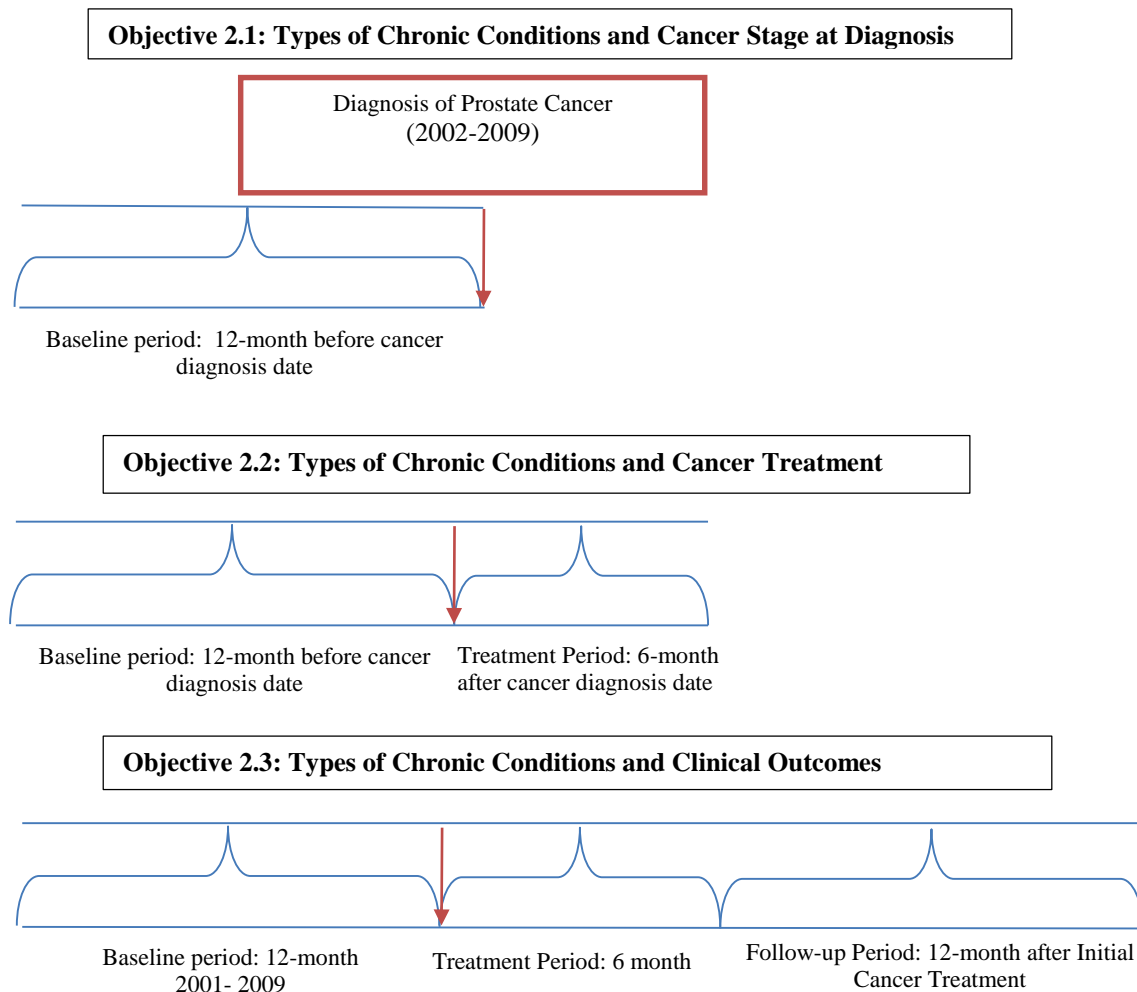 Objective 2.1: Types of Chronic Conditions and Cancer Stage at Diagnosis
Diagnosis of Prostate Cancer
(2002-2009)
Baseline period:  12-month before cancer
diagnosis date
Objective 2.2: Types of Chronic Conditions and Cancer Treatment
Baseline period: 12-month before cancer
diagnosis date
Treatment Period: 6-month
after cancer diagnosis date
Objective 2.3: Types of Chronic Conditions and Clinical Outcomes
Baseline period: 12-month
2001- 2009
Treatment Period: 6 month
Follow-up Period: 12-month after Initial
Cancer Treatment